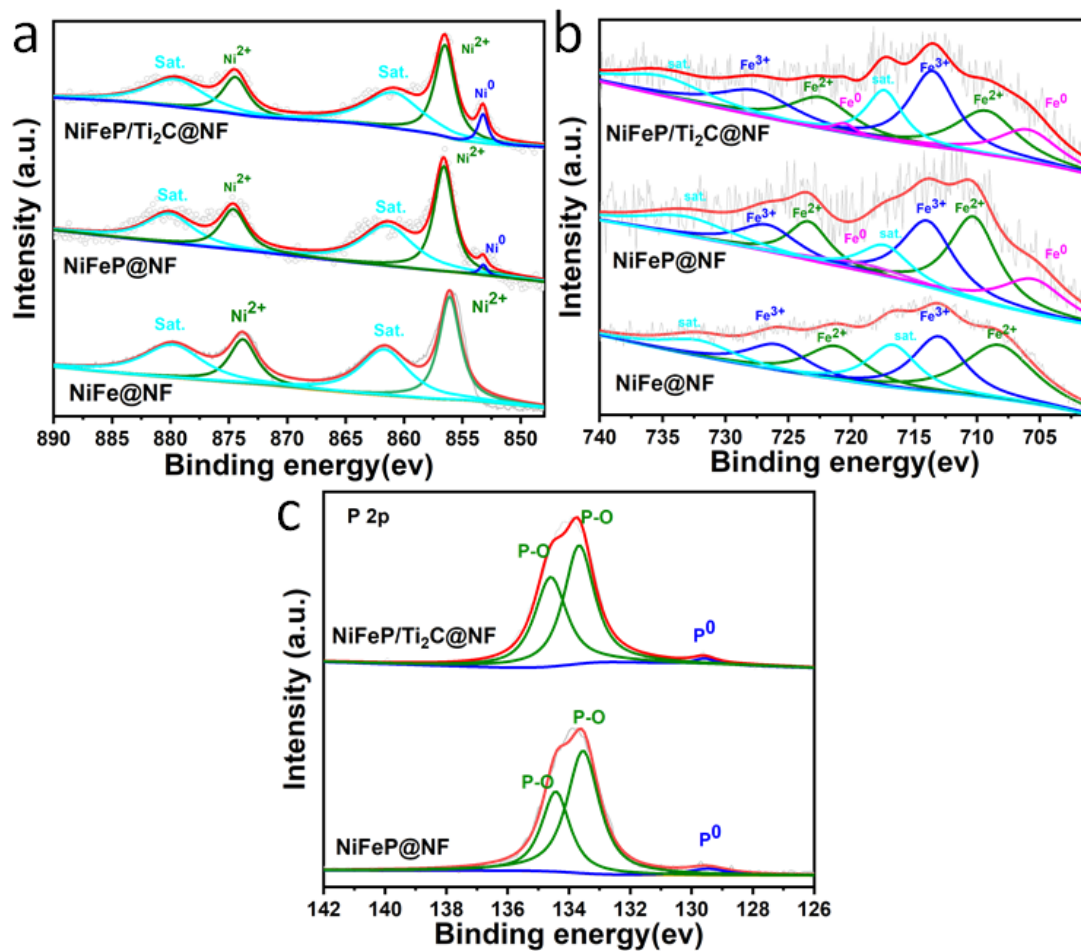 a
Intensity (a.u.)
Sat.
Ni2+
Sat.
Ni2+
Ni0
NiFeP/Ti2C@NF
Sat.
Ni2+
Sat.
Ni2+
Ni0
NiFeP@NF
Sat.
Ni2+
Sat.
Ni2+
NiFe@NF
890 880 870 860 850
Binding energy(ev)
b
Intensity (a.u.)
sat.
Fe3+
Fe2+
Fe0
sat.
Fe3+
Fe2+
Fe0
NiFeP/Ti2C@NF
sat.
Fe3+
Fe2+
Fe0
sat.
Fe3+
Fe2+
Fe0
NiFeP@NF
sat.
Fe3+
Fe2+
sat.
Fe3+
Fe2+
NiFe@NF
740 735 730 725 720 715 710 705
Binding energy(ev)
c
Intensity (a.u.)
P 2p
P-O
P-O
P0
NiFeP/Ti2C@NF
P-O
P-O
P0
NiFeP@NF
142 140 138 136 134 132 130 128 126
Binding energy(ev)